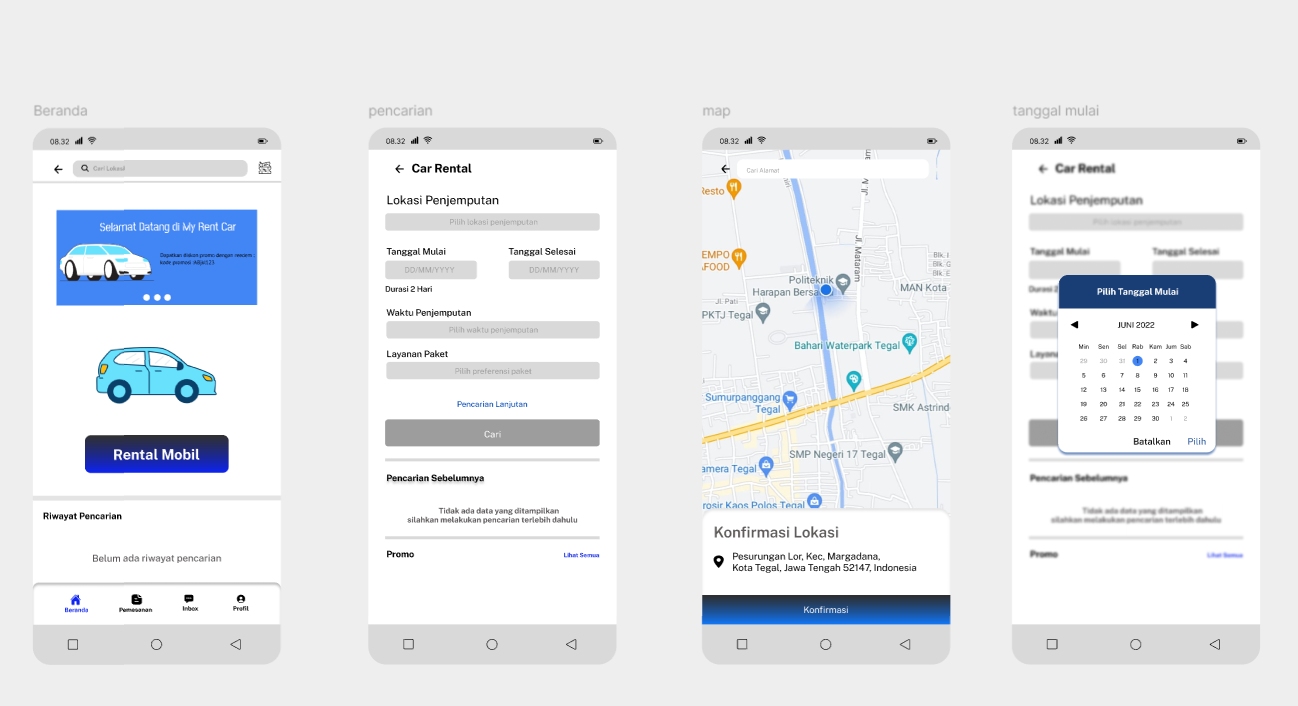 Beranda
08.32
Cari Lokasi
Selamat Datang di My Rent Car
Rental Mobil
Riwayat Pencarian
Belum ada riwayat pencarian
Beranda
Pemesanan
Inbox
Profil
pencarian
08.32
Car Rental
Lokasi Penjemputan
Pilih lokasi penjemputan
Tanggal Mulai
Tanggal Selesai
DD/MM/YYYY
DD/MM/YYYY
Durasi 2 Hari
Waktu Penjemputan
Pilih waktu penjemputan
Layanan Paket
Pilih preferensi paket
Pencarian Lanjutan
Cari
Pencarian Sebelumnya
Tidak ada data yang ditampilkan
silahkan melakukan pencarian terlebih dahulu
Promo
Lihat Semua
map
08.32
Cari Alamat
Resto
EMPO
FOOD
Jl. Mataram
Blk. G
Blk. E
Politeknik
Harapan Bersama
MAN Kota
Jl. Pati
PKTJ Tegal
Bahari Waterpark Tegal
Sumurpanggang
Tegal
SMK Astrind
SMP Negeri 17 Tegal
amera Tegal
rosir Kaos Polos Tegal
Konfirmasi Lokasi
Pesurungan Lor, Kec, Margadana,
Kota Tegal, Jawa Tengah 52147, Indonesia
Konfirmasi
tanggal mulai
08.32
Car Rental
Lokasi Penjemputan
Pilih lokasi penjemputan
Tanggal Mulai
Tanggal Selesai
Durasi 2
Waktu
Layana
Pilih Tanggal Mulai
JUNI 2022
Min Sen Sel Rab Kam Jum Sab
29 30 31 1 2 3 4
5 6 7 8 9 10 11
12 13 14 15 16 17 18
19 20 21 22 23 24 25
26 27 28 29 30 1 2
Batalkan
Pilih
Pencarian Sebelumnya
Tidak ada data yang ditampilkan
silahkan melakukan pencarian terlebih dahulu
Promo
Lihat Semua